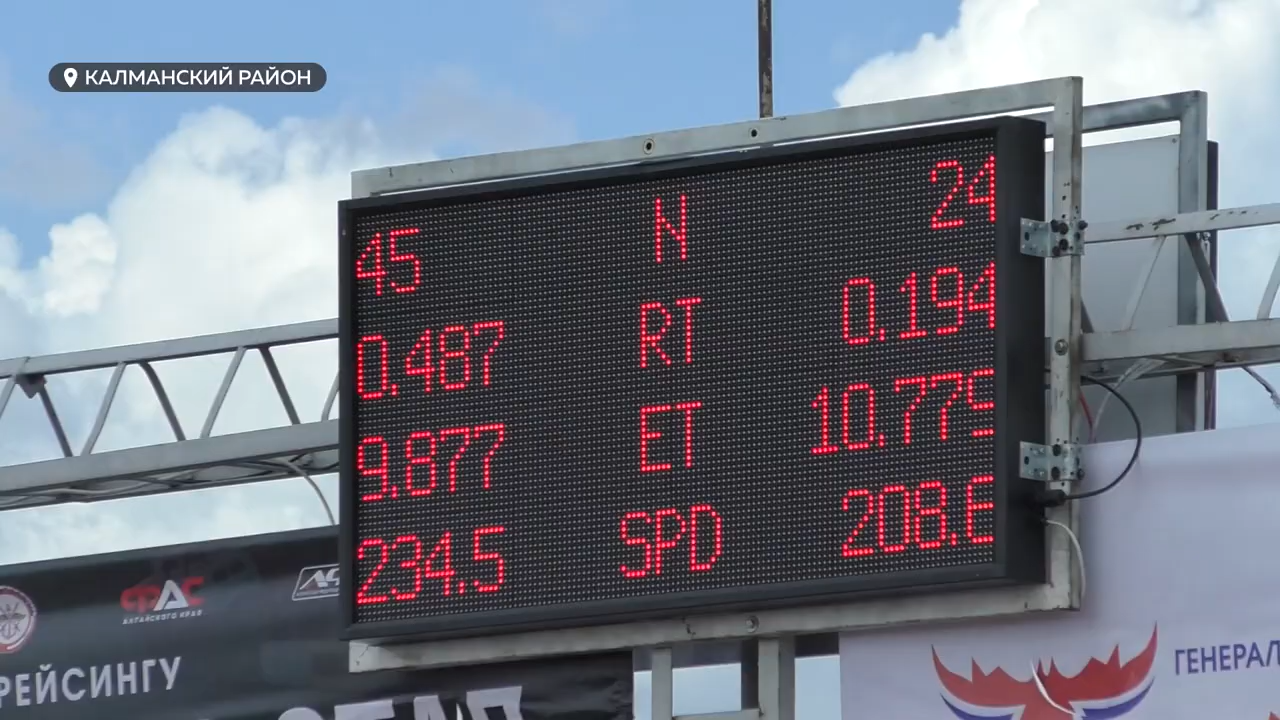 КАЛМАНСКИЙ РАЙОН
45 N 24
0.487 RT 0.194
9.877 ET 10.775
234.5 SPD 208.6
ФАС
АЛТАЙСКОГО КРАЯ
РЕЙСИНГУ
ГЕНЕРАЛ